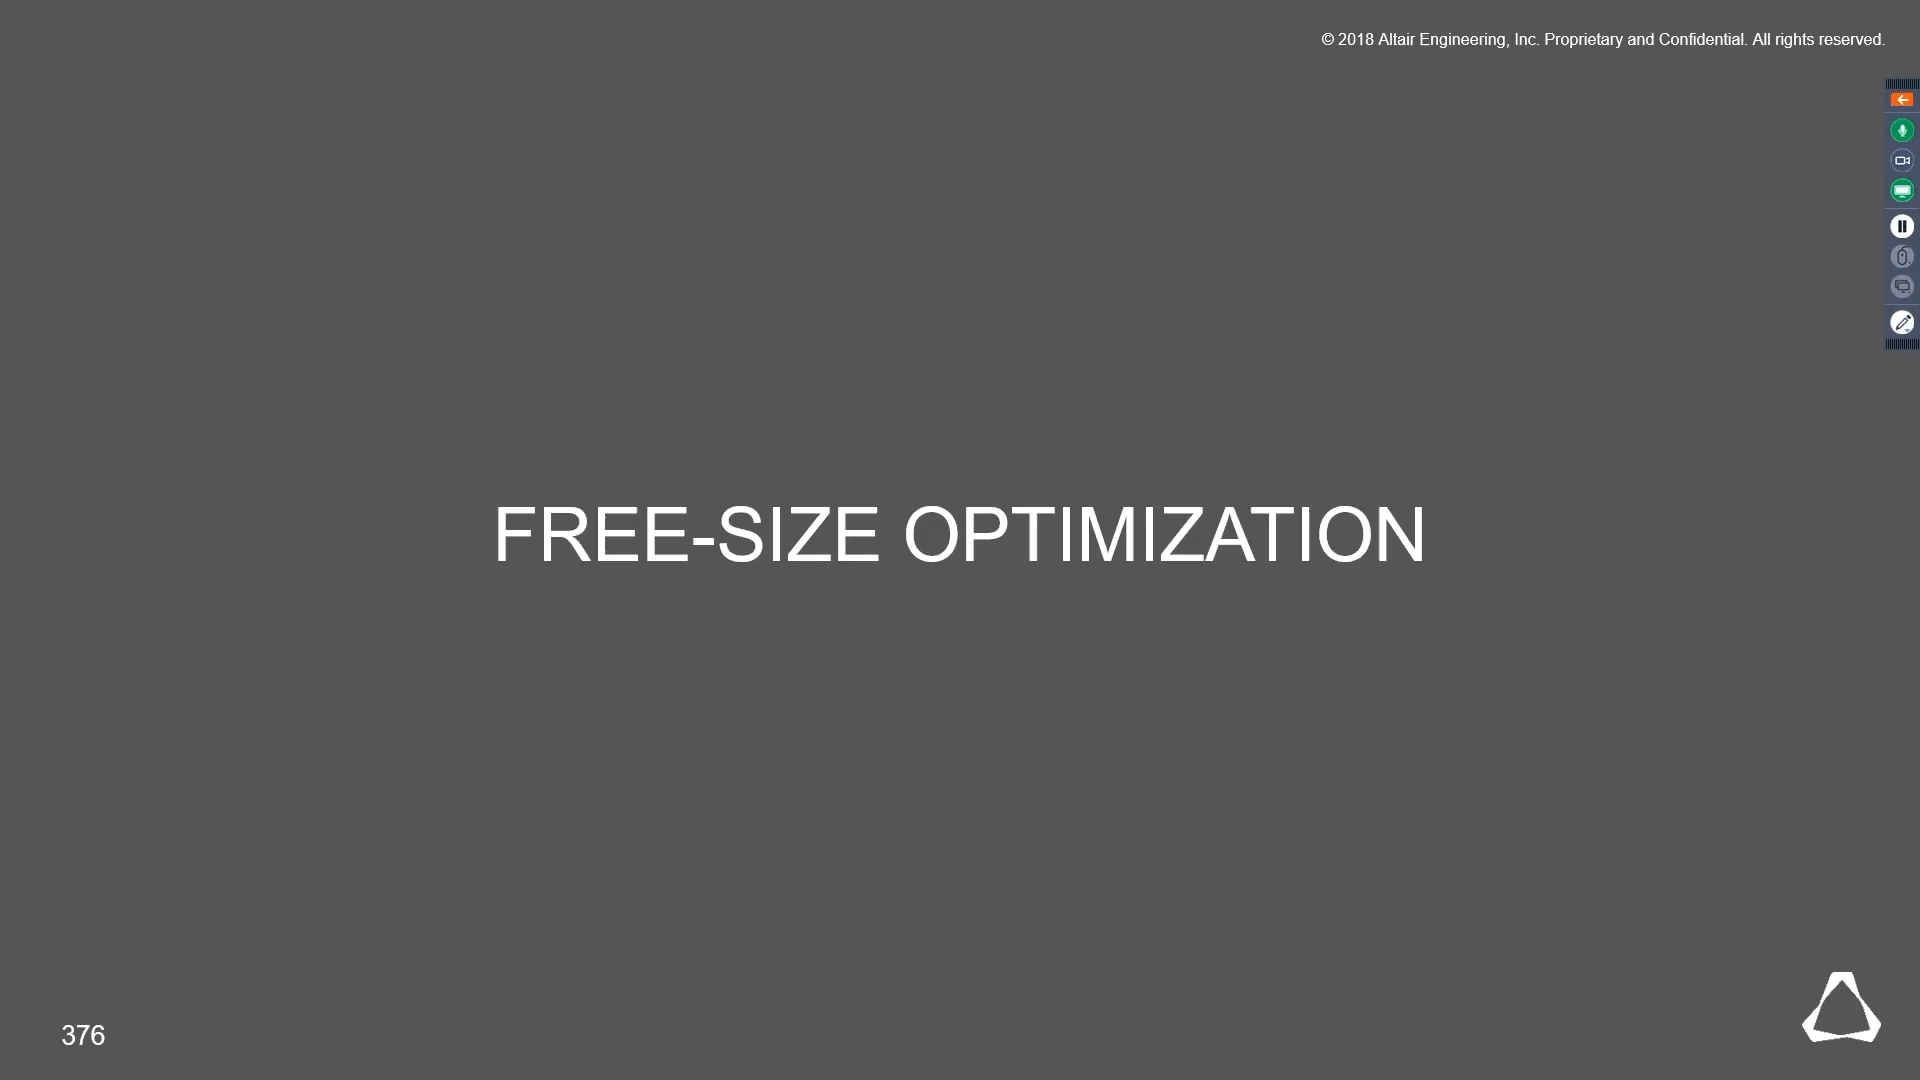 © 2018 Altair Engineering, Inc. Proprietary and Confidential. All rights reserved.
FREE-SIZE OPTIMIZATION
376